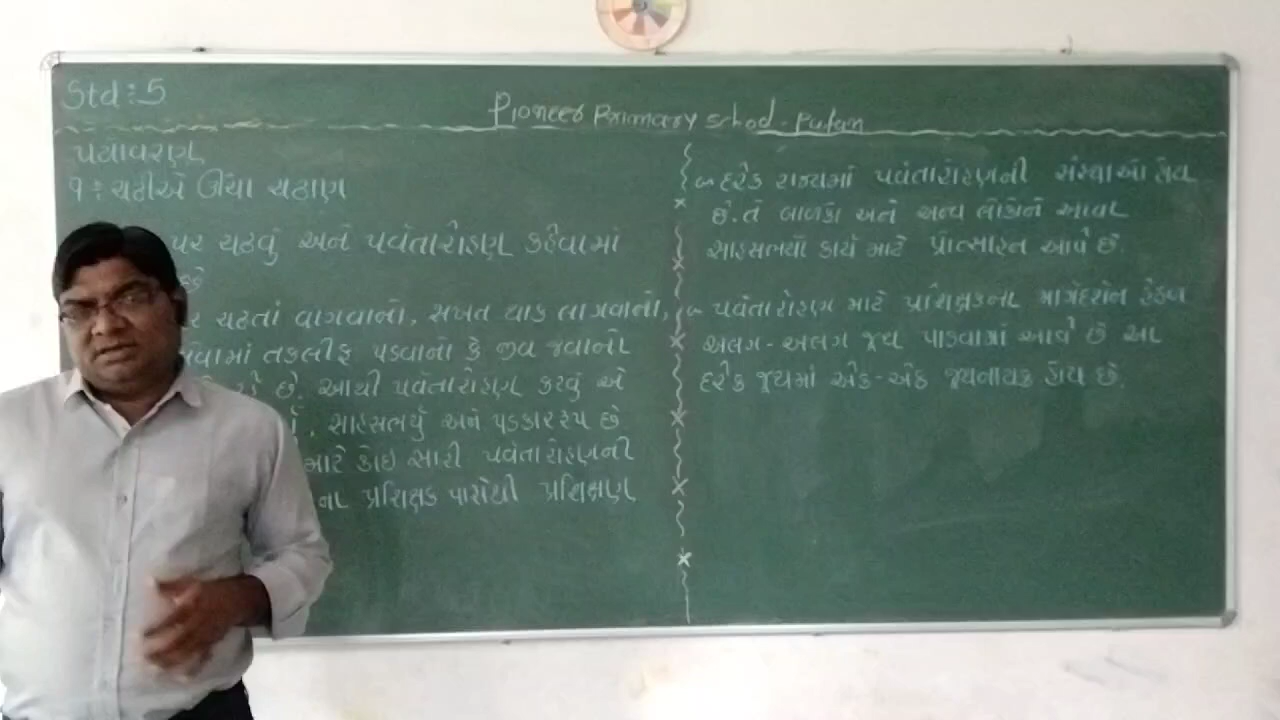 Std : 5
Pioneer Primary School - Patan
પર્યાવરણ
૧ : ચઢીએ ઊંચા ચઢાણ
પર ચઢવું અને પર્વતારોહણ કહેવામાં
છે
ચઢતાં વાગવાનો, સખત થાક લાગવાનો,
તકલીફ પડવાનો કે જીવ જવાનો
છે. આથી પર્વતારોહણ કરવું એ
, સાહસભર્યું અને પડકારરૂપ છે
માટે કોઇ સારી પર્વતારોહણની
ના પ્રશિક્ષક પાસેથી પ્રશિક્ષણ
દરેક રાજ્યમાં પર્વતારોહણની સંસ્થાઓ હોય
છે. તે બાળકો અને અન્ય લોકોને આવા
સાહસભર્યા કાર્ય માટે પ્રોત્સાહન આપે છે.
પર્વતારોહણ માટે પ્રશિક્ષકના માર્ગદર્શન હેઠળ
અલગ - અલગ જૂથ પાડવામાં આવે છે આ
દરેક જૂથમાં એક - એક જૂથનાયક હોય છે.